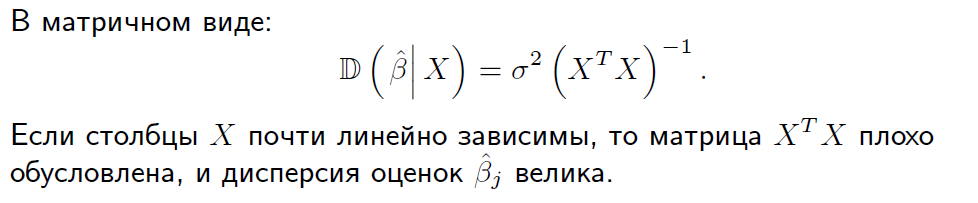 В матричном виде:
𝔻(β̂|X) = σ²(XᵀX)⁻¹.
Если столбцы X почти линейно зависимы, то матрица XᵀX плохо
обусловлена, и дисперсия оценок β̂ⱼ велика.